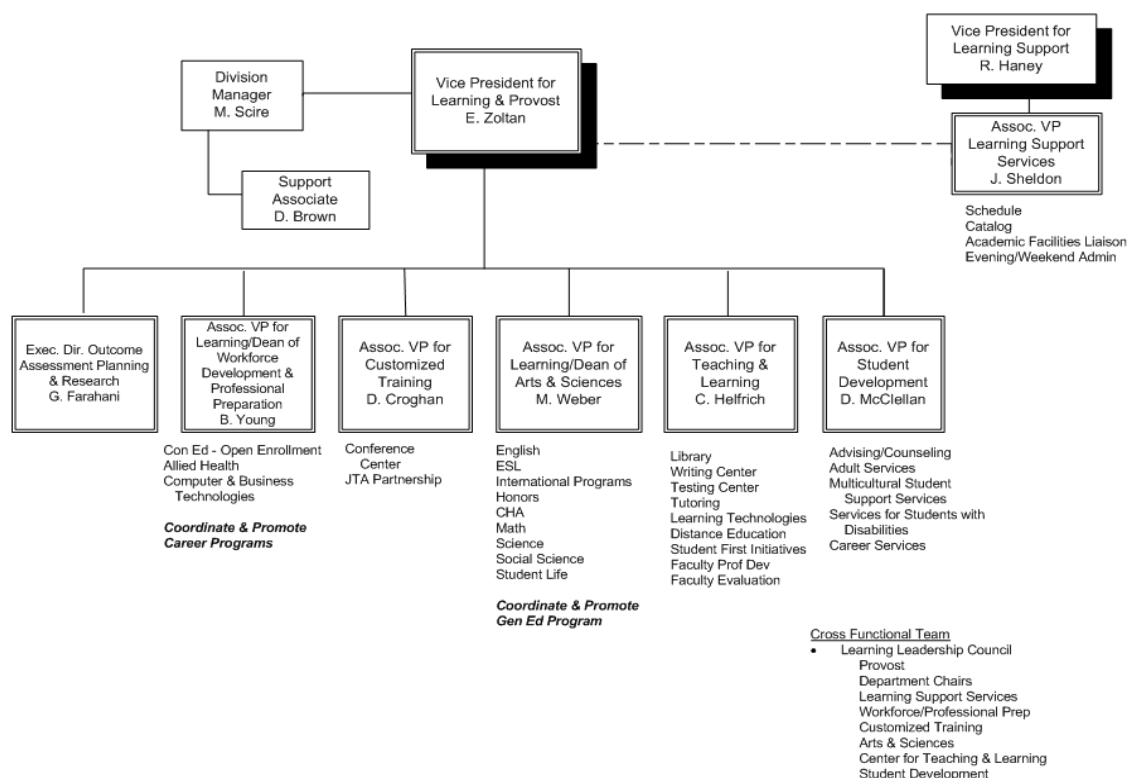 Vice President for
Learning Support
R. Haney
Division
Manager
M. Scire
Vice President for
Learning & Provost
E. Zoltan
Assoc. VP
Learning Support
Services
J. Sheldon
Support
Associate
D. Brown
Schedule
Catalog
Academic Facilities Liaison
Evening/Weekend Admin
Exec. Dir. Outcome
Assessment Planning
& Research
G. Farahani
Assoc. VP for
Learning/Dean of
Workforce
Development &
Professional
Preparation
B. Young
Assoc. VP for
Customized
Training
D. Croghan
Assoc. VP for
Learning/Dean of
Arts & Sciences
M. Weber
Assoc. VP for
Teaching &
Learning
C. Helfrich
Assoc. VP for
Student
Development
D. McClellan
Con Ed - Open Enrollment
Allied Health
Computer & Business
Technologies
Coordinate & Promote
Career Programs
Conference
Center
JTA Partnership
English
ESL
International Programs
Honors
CHA
Math
Science
Social Science
Student Life
Coordinate & Promote
Gen Ed Program
Library
Writing Center
Testing Center
Tutoring
Learning Technologies
Distance Education
Student First Initiatives
Faculty Prof Dev
Faculty Evaluation
Advising/Counseling
Adult Services
Multicultural Student
Support Services
Services for Students with
Disabilities
Career Services
Cross Functional Team
• Learning Leadership Council
Provost
Department Chairs
Learning Support Services
Workforce/Professional Prep
Customized Training
Arts & Sciences
Center for Teaching & Learning
Student Development